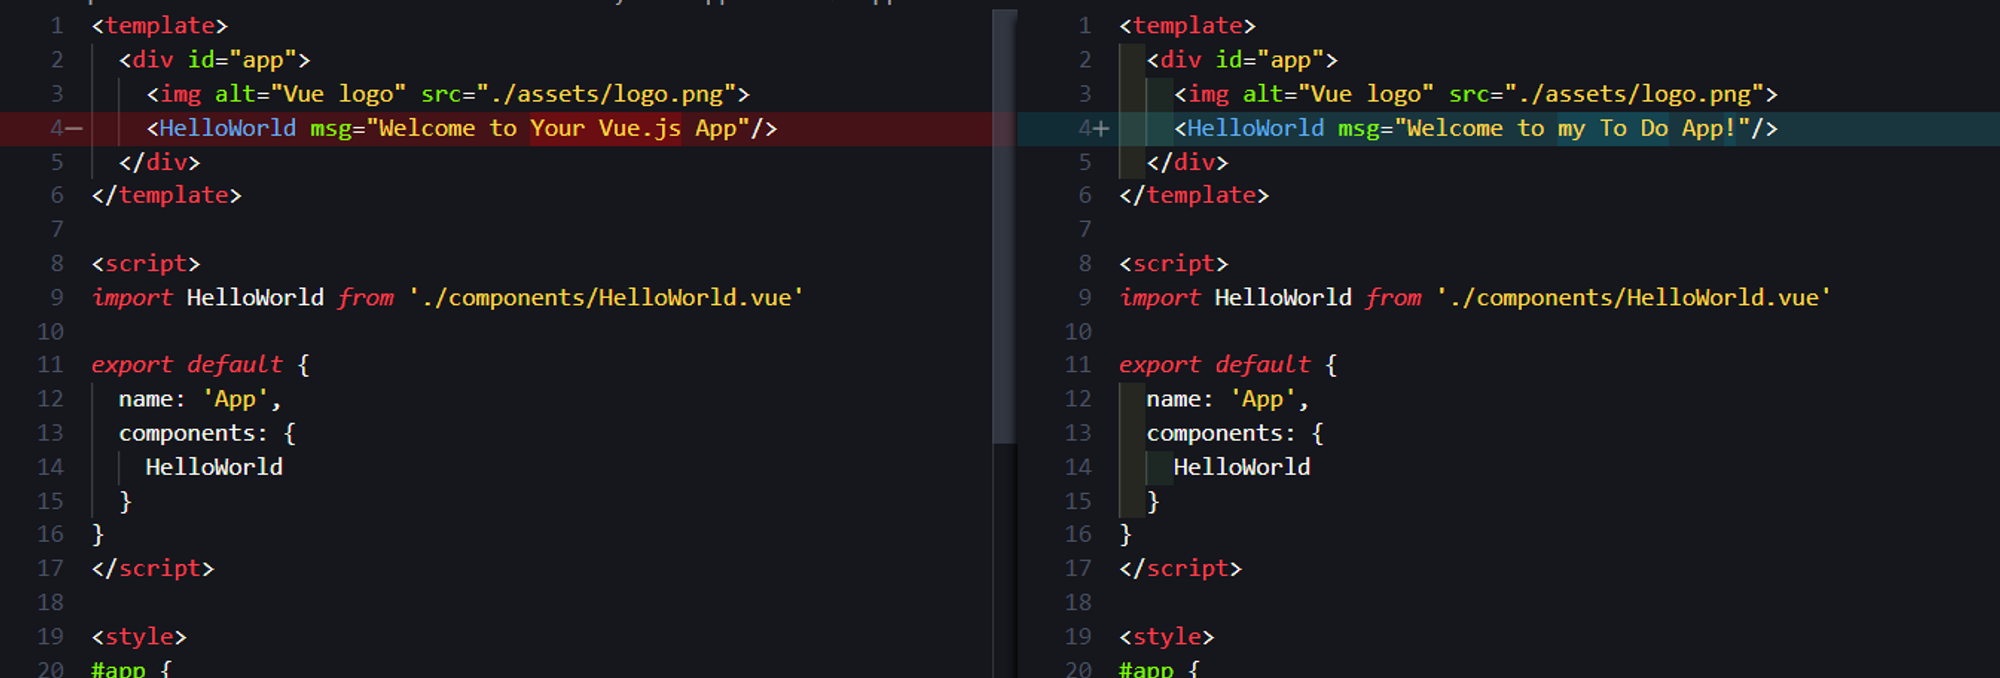 1 <template>
2   <div id="app">
3     <img alt="Vue logo" src="./assets/logo.png">
4−     <HelloWorld msg="Welcome to Your Vue.js App"/>
5   </div>
6 </template>
7
8 <script>
9 import HelloWorld from './components/HelloWorld.vue'
10
11 export default {
12   name: 'App',
13   components: {
14     HelloWorld
15   }
16 }
17 </script>
18
19 <style>
20 #app {
1 <template>
2   <div id="app">
3     <img alt="Vue logo" src="./assets/logo.png">
4+     <HelloWorld msg="Welcome to my To Do App!"/>
5   </div>
6 </template>
7
8 <script>
9 import HelloWorld from './components/HelloWorld.vue'
10
11 export default {
12   name: 'App',
13   components: {
14     HelloWorld
15   }
16 }
17 </script>
18
19 <style>
20 #app {